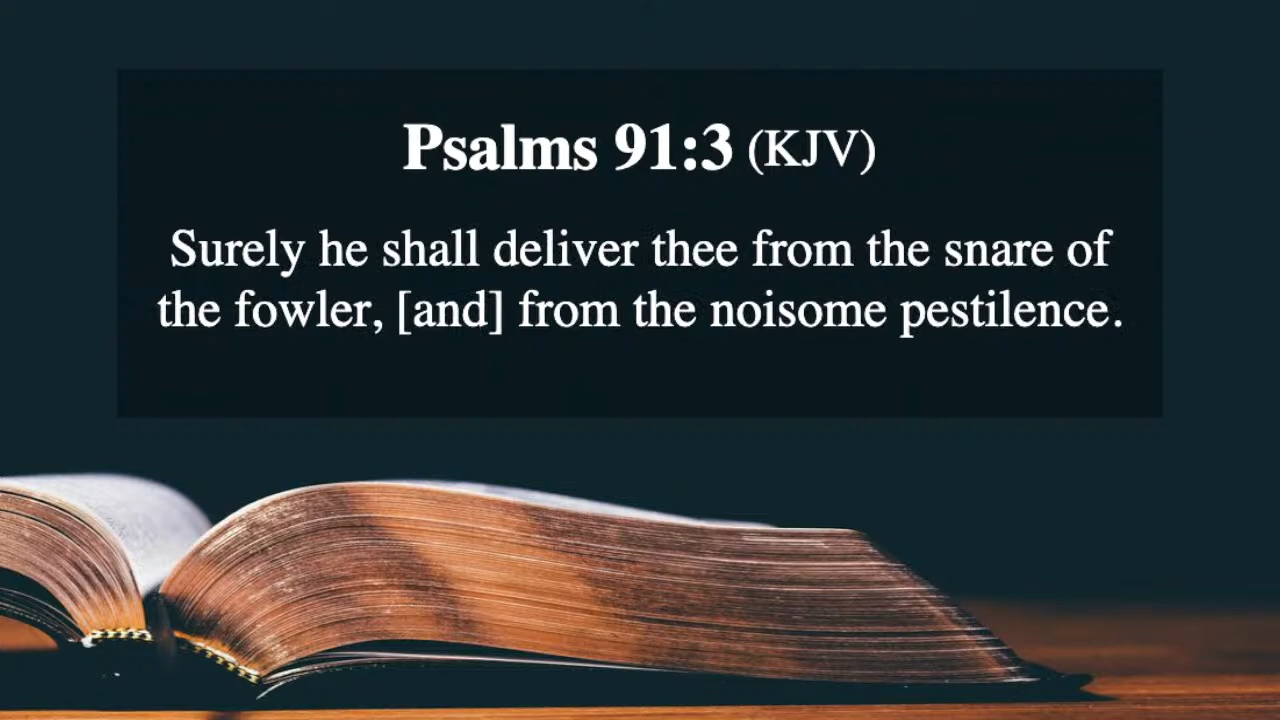 Psalms 91:3 (KJV)
Surely he shall deliver thee from the snare of
the fowler, [and] from the noisome pestilence.